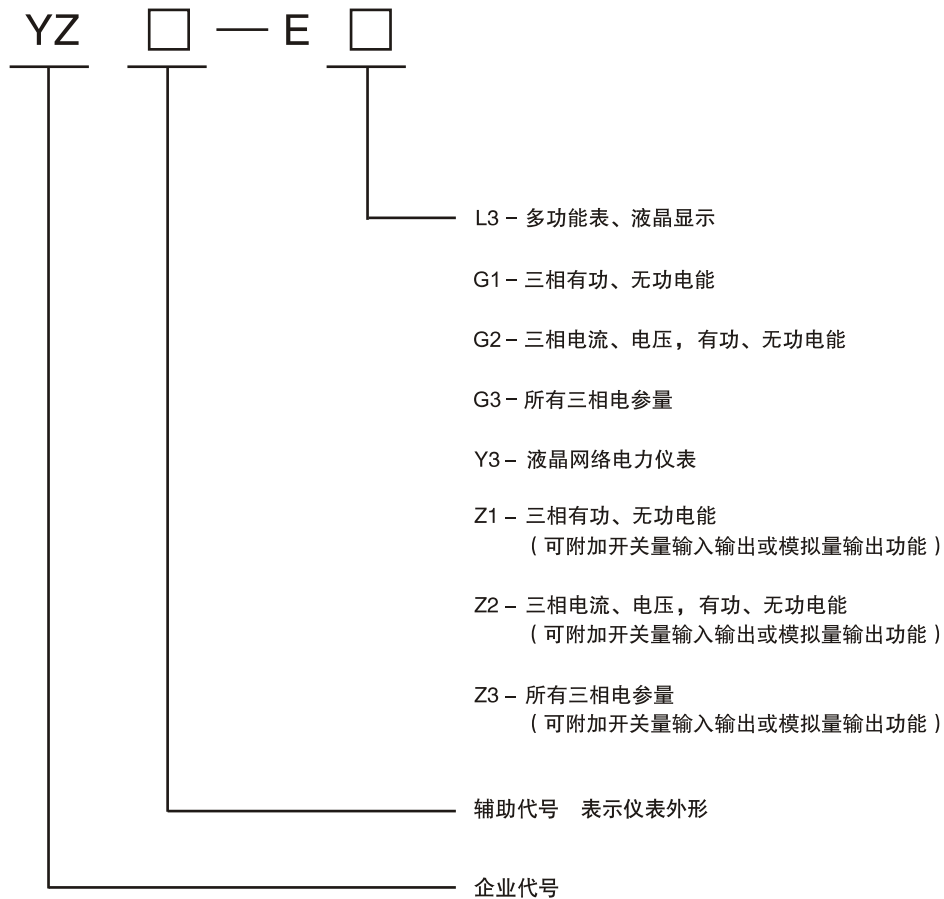 YZ □ — E □
L3 – 多功能表、液晶显示
G1 – 三相有功、无功电能
G2 – 三相电流、电压，有功、无功电能
G3 – 所有三相电参量
Y3 – 液晶网络电力仪表
Z1 – 三相有功、无功电能
（可附加开关量输入输出或模拟量输出功能）
Z2 – 三相电流、电压，有功、无功电能
（可附加开关量输入输出或模拟量输出功能）
Z3 – 所有三相电参量
（可附加开关量输入输出或模拟量输出功能）
辅助代号 表示仪表外形
企业代号